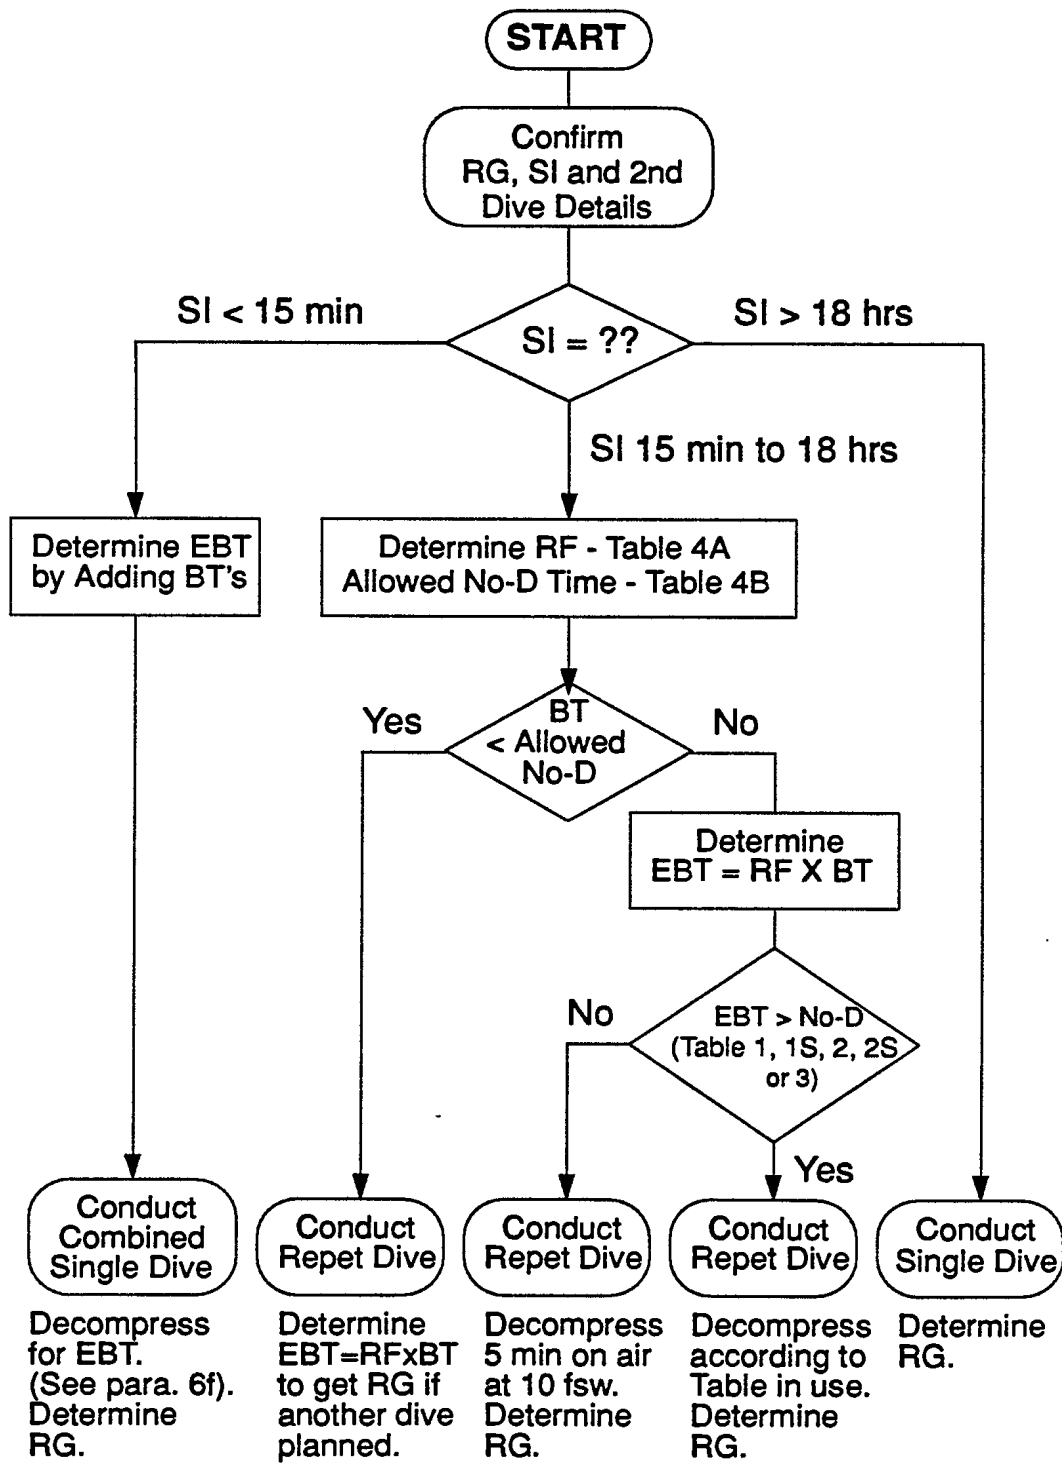 START
Confirm
RG, SI and 2nd
Dive Details
SI < 15 min
SI = ??
SI > 18 hrs
SI 15 min to 18 hrs
Determine EBT
by Adding BT's
Determine RF - Table 4A
Allowed No-D Time - Table 4B
Yes
BT
< Allowed
No-D
No
Determine
EBT = RF X BT
No
EBT > No-D
(Table 1, 1S, 2, 2S
or 3)
Yes
Conduct
Combined
Single Dive
Decompress
for EBT.
(See para. 6f).
Determine
RG.
Conduct
Repet Dive
Determine
EBT=RFxBT
to get RG if
another dive
planned.
Conduct
Repet Dive
Decompress
5 min on air
at 10 fsw.
Determine
RG.
Conduct
Repet Dive
Decompress
according to
Table in use.
Determine
RG.
Conduct
Single Dive
Determine
RG.